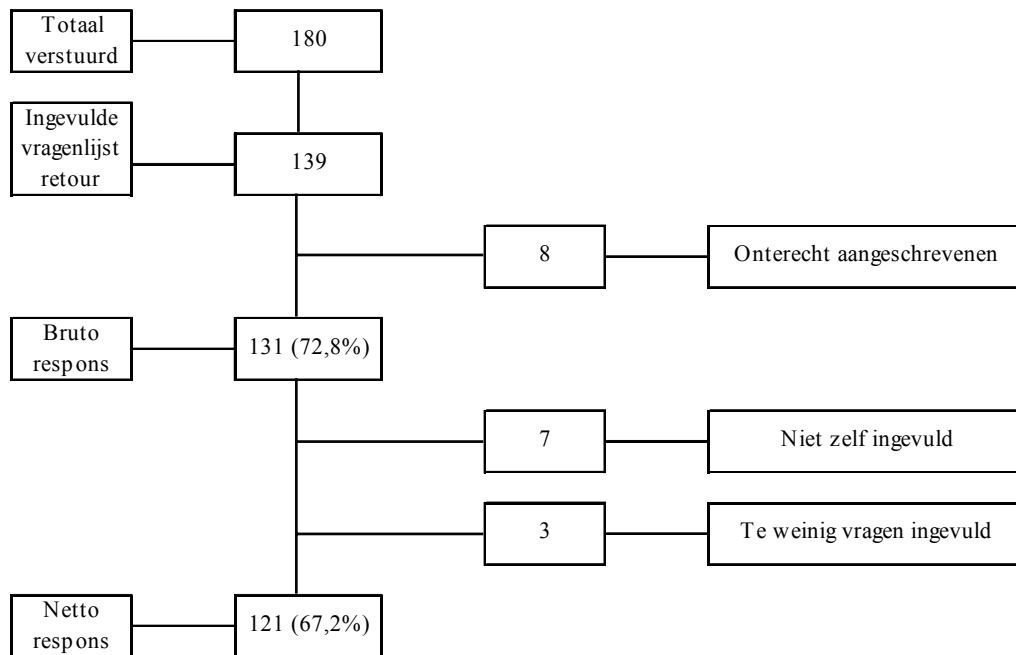 Totaal
verstuurd
180
Ingevulde
vragenlijst
retour
139
8
Onterecht aangeschrevenen
Bruto
respons
131 (72,8%)
7
Niet zelf ingevuld
3
Te weinig vragen ingevuld
Netto
respons
121 (67,2%)